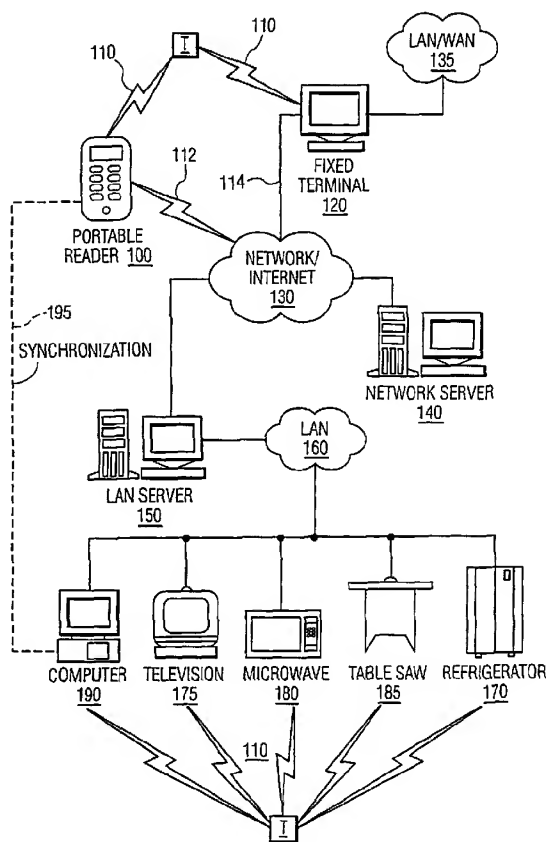 110
I
110
LAN/WAN
135
112
114
FIXED
TERMINAL
120
PORTABLE
READER 100
NETWORK/
INTERNET
130
195
SYNCHRONIZATION
NETWORK SERVER
140
LAN
160
LAN SERVER
150
COMPUTER
190
TELEVISION
175
MICROWAVE
180
TABLE SAW
185
REFRIGERATOR
170
110
I